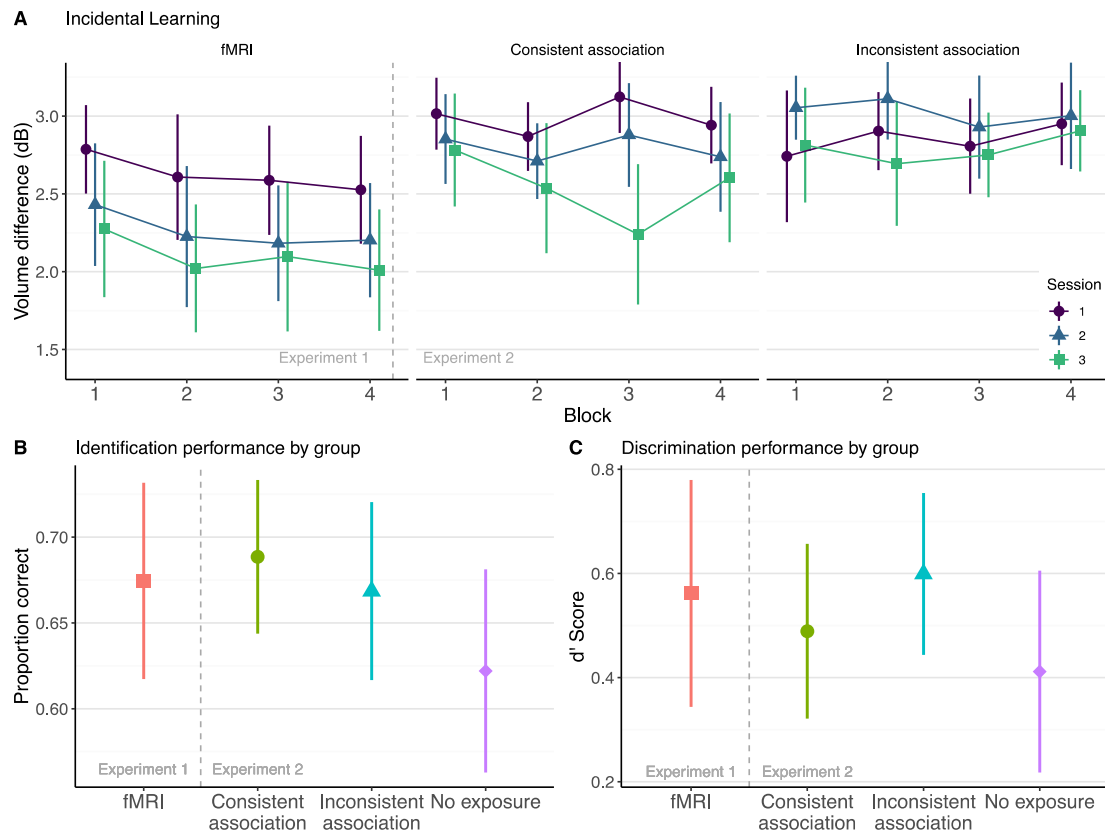 A Incidental Learning
fMRI Consistent association Inconsistent association
Volume difference (dB)
3.0
2.5
2.0
1.5
Experiment 1 Experiment 2
Session
1
2
3
1 2 3 4 1 2 3 4 1 2 3 4
Block
B Identification performance by group
Proportion correct
0.70
0.65
0.60
Experiment 1 Experiment 2
fMRI Consistent association Inconsistent association No exposure
C Discrimination performance by group
d' Score
0.8
0.6
0.4
0.2
Experiment 1 Experiment 2
fMRI Consistent association Inconsistent association No exposure